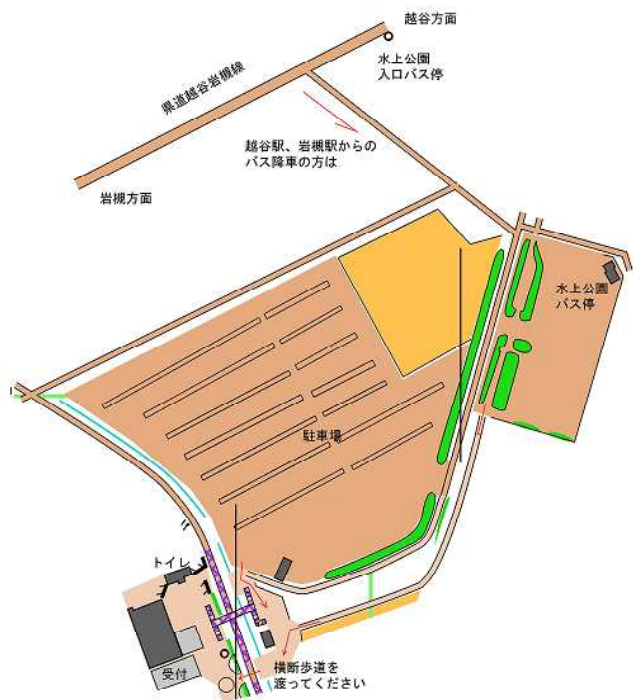 越谷方面
水上公園
入口バス停
県道越谷岩槻線
越谷駅、岩槻駅からの
バス降車の方は
岩槻方面
水上公園
バス停
駐車場
トイレ
受付
横断歩道を
渡ってください